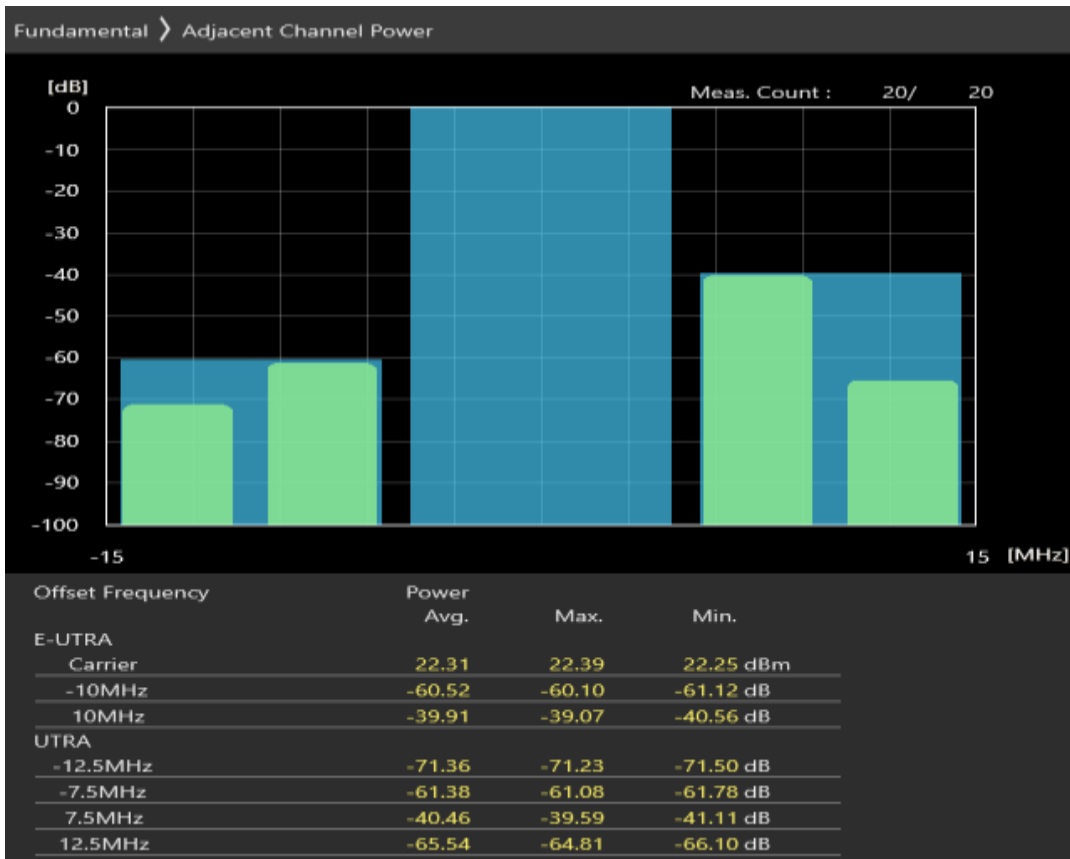 Fundamental 〉 Adjacent Channel Power
[dB]
Meas. Count : 20/ 20
0
-10
-20
-30
-40
-50
-60
-70
-80
-90
-100
-15 15 [MHz]
Offset Frequency Power
Avg. Max. Min.
E-UTRA
Carrier 22.31 22.39 22.25 dBm
-10MHz -60.52 -60.10 -61.12 dB
10MHz -39.91 -39.07 -40.56 dB
UTRA
-12.5MHz -71.36 -71.23 -71.50 dB
-7.5MHz -61.38 -61.08 -61.78 dB
7.5MHz -40.46 -39.59 -41.11 dB
12.5MHz -65.54 -64.81 -66.10 dB